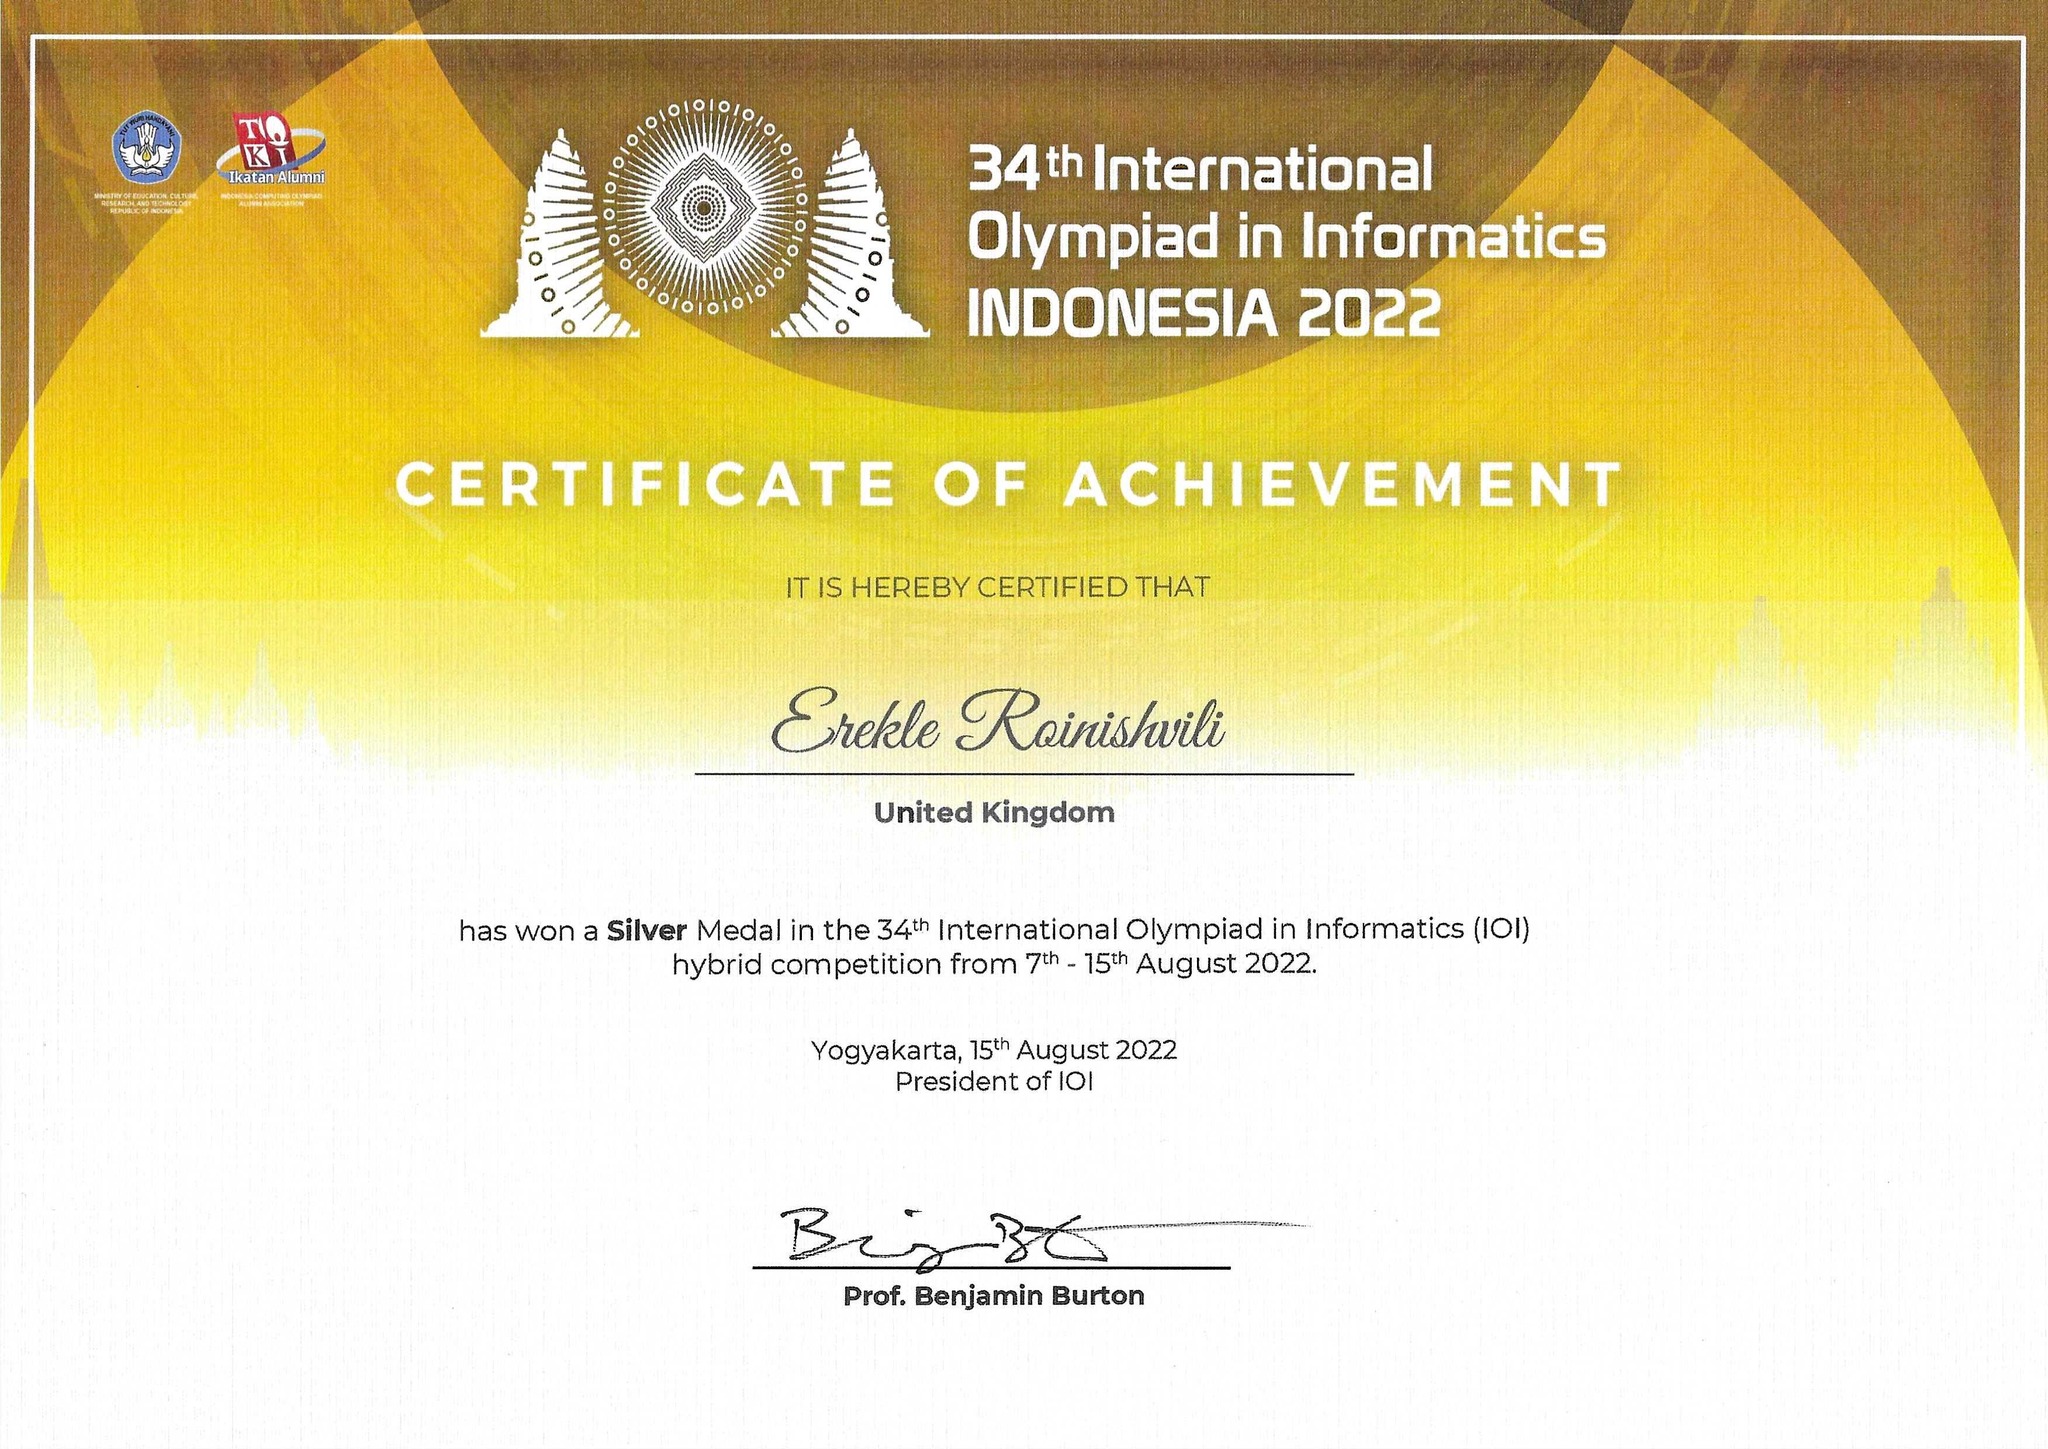 TUT WURI HANDAYANI
MINISTRY OF EDUCATION, CULTURE,
RESEARCH, AND TECHNOLOGY
REPUBLIC OF INDONESIA
TOKI
Ikatan Alumni
INDONESIA COMPUTING OLYMPIAD
ALUMNI ASSOCIATION
34th International
Olympiad in Informatics
INDONESIA 2022
CERTIFICATE OF ACHIEVEMENT
IT IS HEREBY CERTIFIED THAT
Erekle Roinishvili
United Kingdom
has won a Silver Medal in the 34th International Olympiad in Informatics (IOI)
hybrid competition from 7th - 15th August 2022.
Yogyakarta, 15th August 2022
President of IOI
Prof. Benjamin Burton